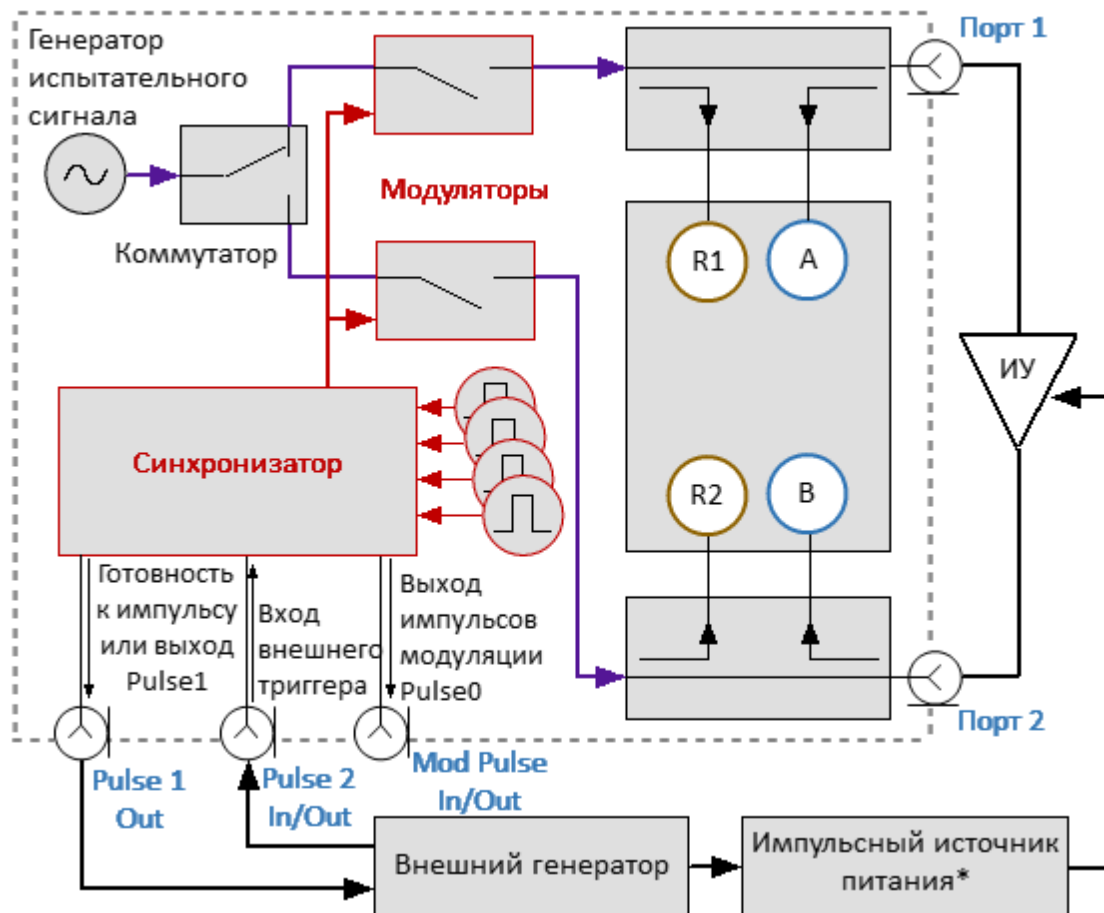 Генератор
испытательного
сигнала
Порт 1
Модуляторы
Коммутатор
R1
A
ИУ
Синхронизатор
R2
B
Готовность
к импульсу
или выход
Pulse1
Вход
внешнего
триггера
Выход
импульсов
модуляции
Pulse0
Порт 2
Pulse 1
Out
Pulse 2
In/Out
Mod Pulse
In/Out
Внешний генератор
Импульсный источник
питания*